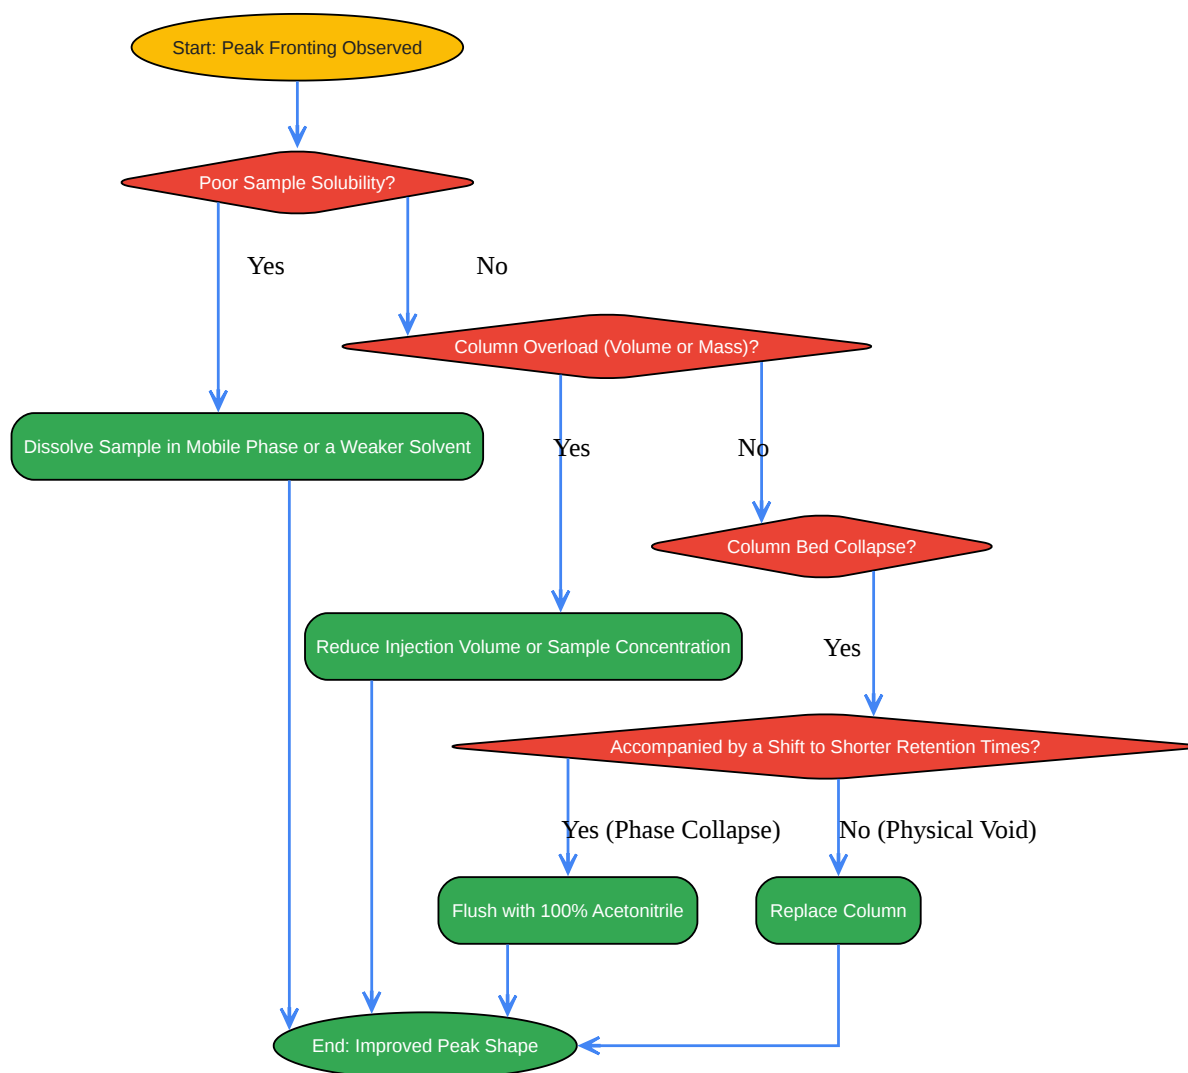 Start: Peak Fronting Observed
Poor Sample Solubility?
Yes
No
Column Overload (Volume or Mass)?
Dissolve Sample in Mobile Phase or a Weaker Solvent
Yes
No
Column Bed Collapse?
Reduce Injection Volume or Sample Concentration
Yes
Accompanied by a Shift to Shorter Retention Times?
Yes (Phase Collapse)
No (Physical Void)
Flush with 100% Acetonitrile
Replace Column
End: Improved Peak Shape